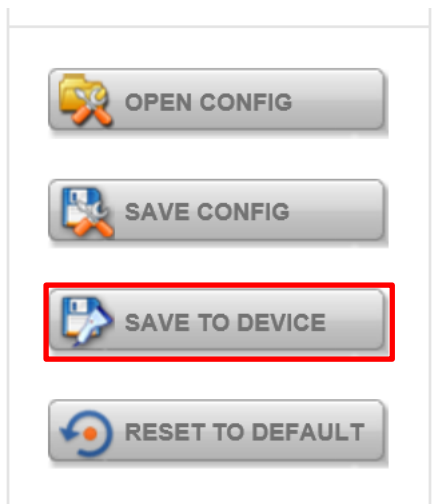 OPEN CONFIG
SAVE CONFIG
SAVE TO DEVICE
RESET TO DEFAULT